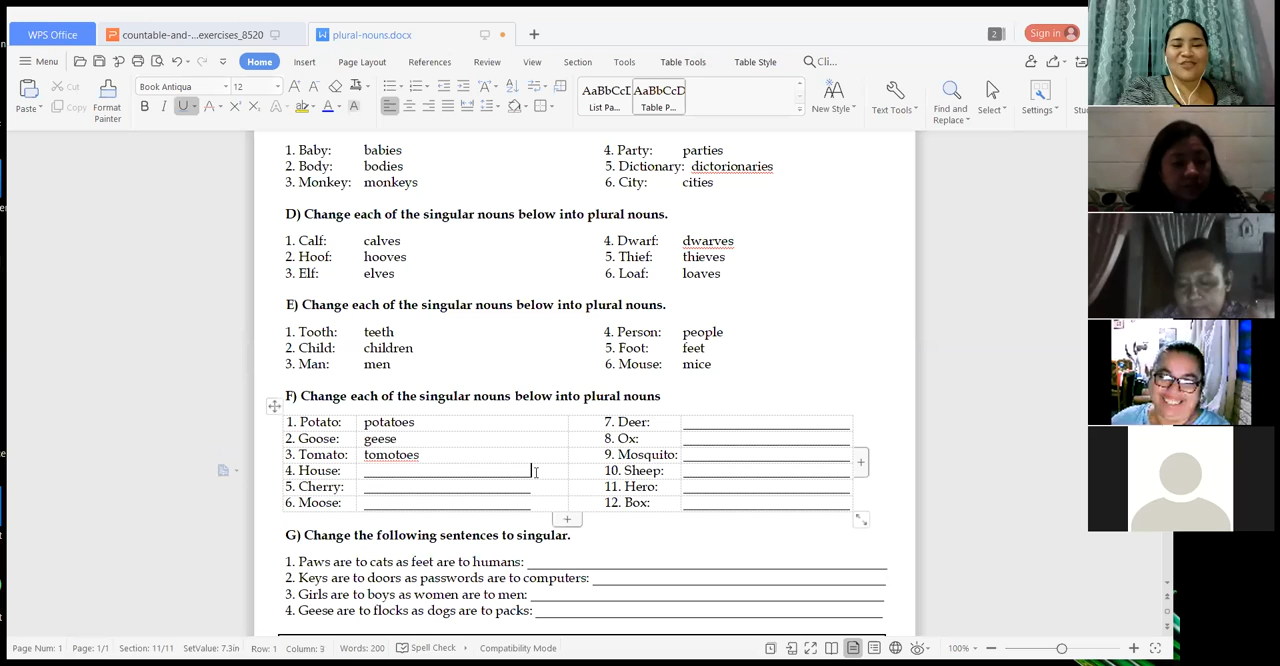 WPS Office countable-and-...exercises_8520 plural-nouns.docx 2 Sign in
Menu Home Insert Page Layout References Review View Section Tools Table Tools Table Style Cli...
Paste Cut Copy Format Painter Book Antiqua 12 AaBbCcD AaBbCcD List Pa... Table P... New Style Text Tools Find and Replace Select Settings
1. Baby: babies 4. Party: parties
2. Body: bodies 5. Dictionary: dictorionaries
3. Monkey: monkeys 6. City: cities
D) Change each of the singular nouns below into plural nouns.
1. Calf: calves 4. Dwarf: dwarves
2. Hoof: hooves 5. Thief: thieves
3. Elf: elves 6. Loaf: loaves
E) Change each of the singular nouns below into plural nouns.
1. Tooth: teeth 4. Person: people
2. Child: children 5. Foot: feet
3. Man: men 6. Mouse: mice
F) Change each of the singular nouns below into plural nouns
1. Potato: potatoes 7. Deer:
2. Goose: geese 8. Ox:
3. Tomato: tomotoes 9. Mosquito:
4. House: 10. Sheep:
5. Cherry: 11. Hero:
6. Moose: 12. Box:
G) Change the following sentences to singular.
1. Paws are to cats as feet are to humans:
2. Keys are to doors as passwords are to computers:
3. Girls are to boys as women are to men:
4. Geese are to flocks as dogs are to packs:
Page Num: 1 Page: 1/1 Section: 11/11 SetValue: 7.3in Row: 1 Column: 3 Words: 200 Spell Check Compatibility Mode 100%